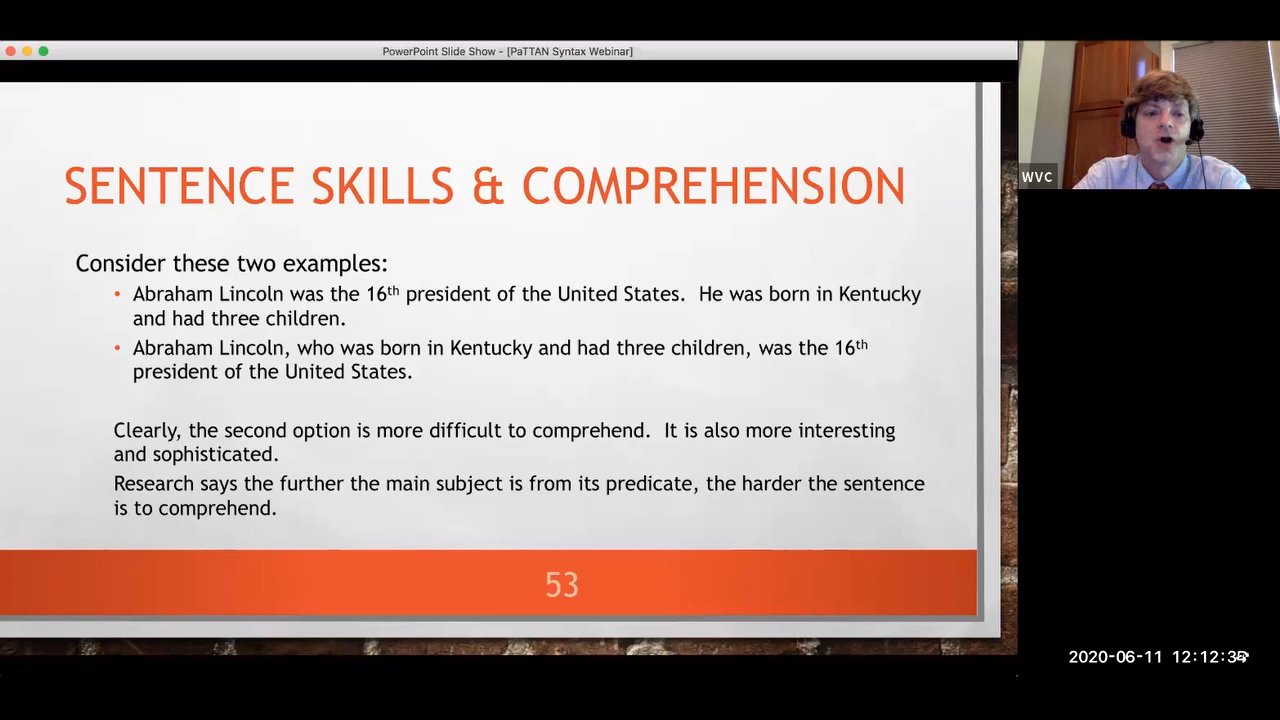 PowerPoint Slide Show - [PaTTAN Syntax Webinar]
SENTENCE SKILLS & COMPREHENSION
Consider these two examples:
• Abraham Lincoln was the 16th president of the United States. He was born in Kentucky
and had three children.
• Abraham Lincoln, who was born in Kentucky and had three children, was the 16th
president of the United States.
Clearly, the second option is more difficult to comprehend. It is also more interesting
and sophisticated.
Research says the further the main subject is from its predicate, the harder the sentence
is to comprehend.
53
WVC
2020-06-11 12:12:3